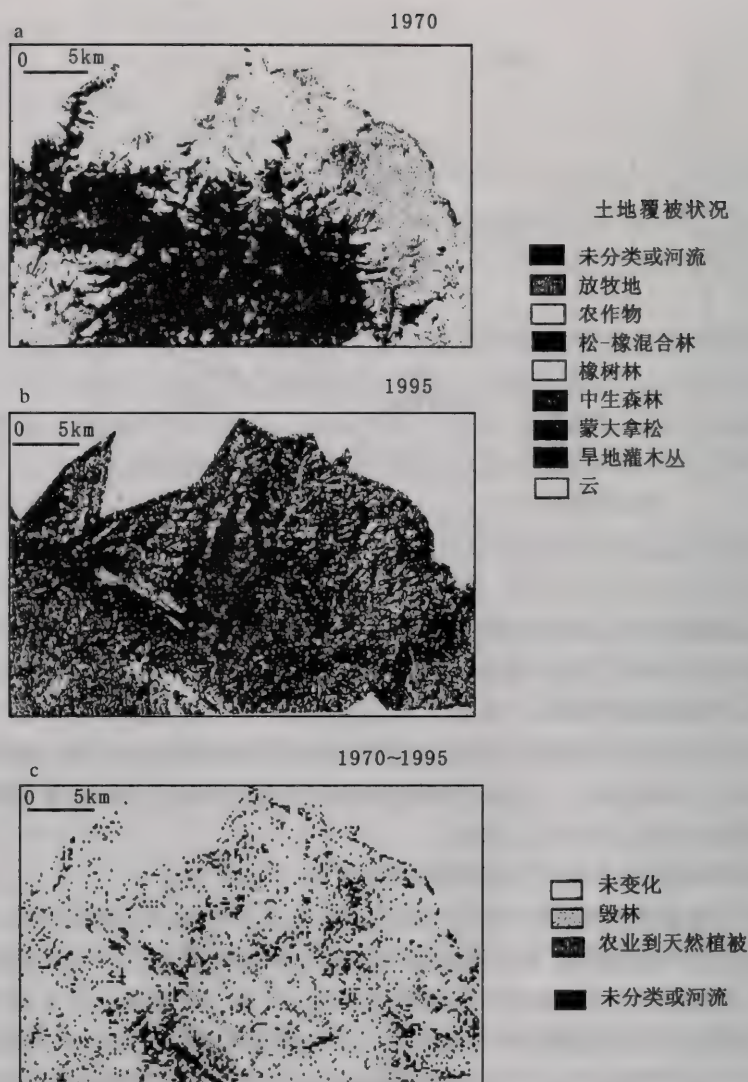 a
1970
0 5km
土地覆被状况
未分类或河流
放牧地
农作物
松-橡混合林
橡树林
中生森林
蒙大拿松
旱地灌木丛
云
b
1995
0 5km
1970~1995
c
0 5km
未变化
毁林
农业到天然植被
未分类或河流